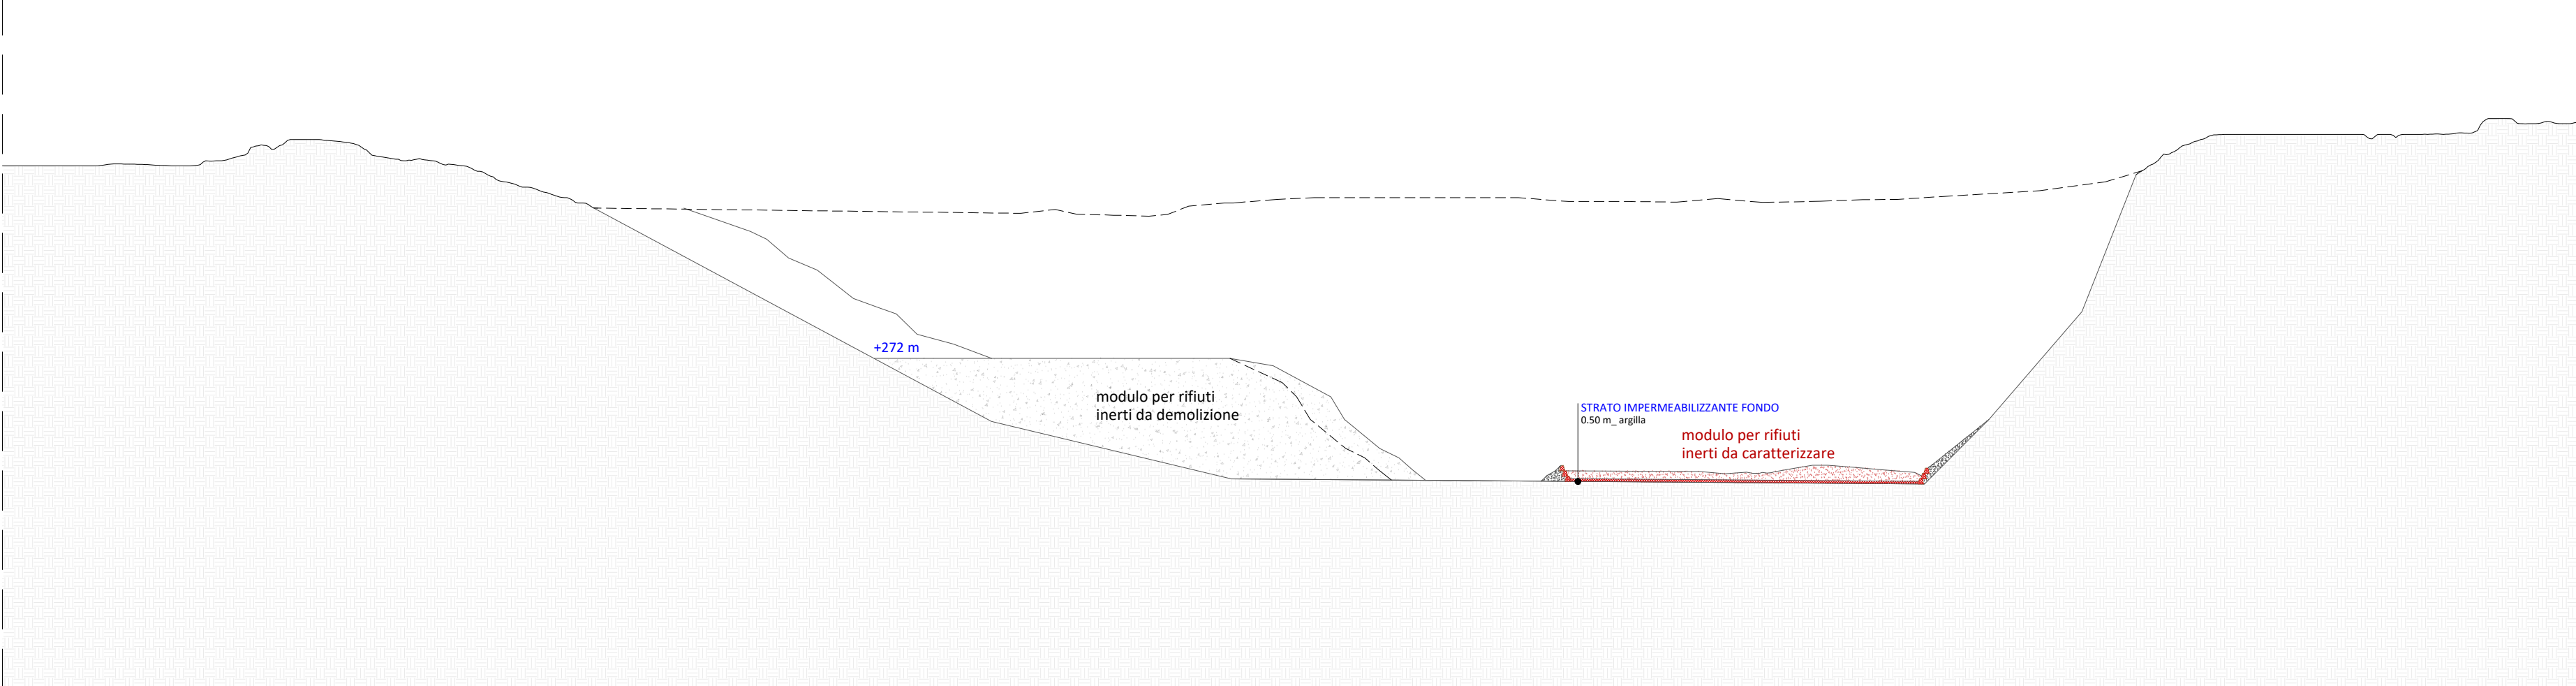 +272 m
modulo per rifiuti
inerti da demolizione
STRATO IMPERMEABILIZZANTE FONDO
0.50 m_ argilla
modulo per rifiuti
inerti da caratterizzare